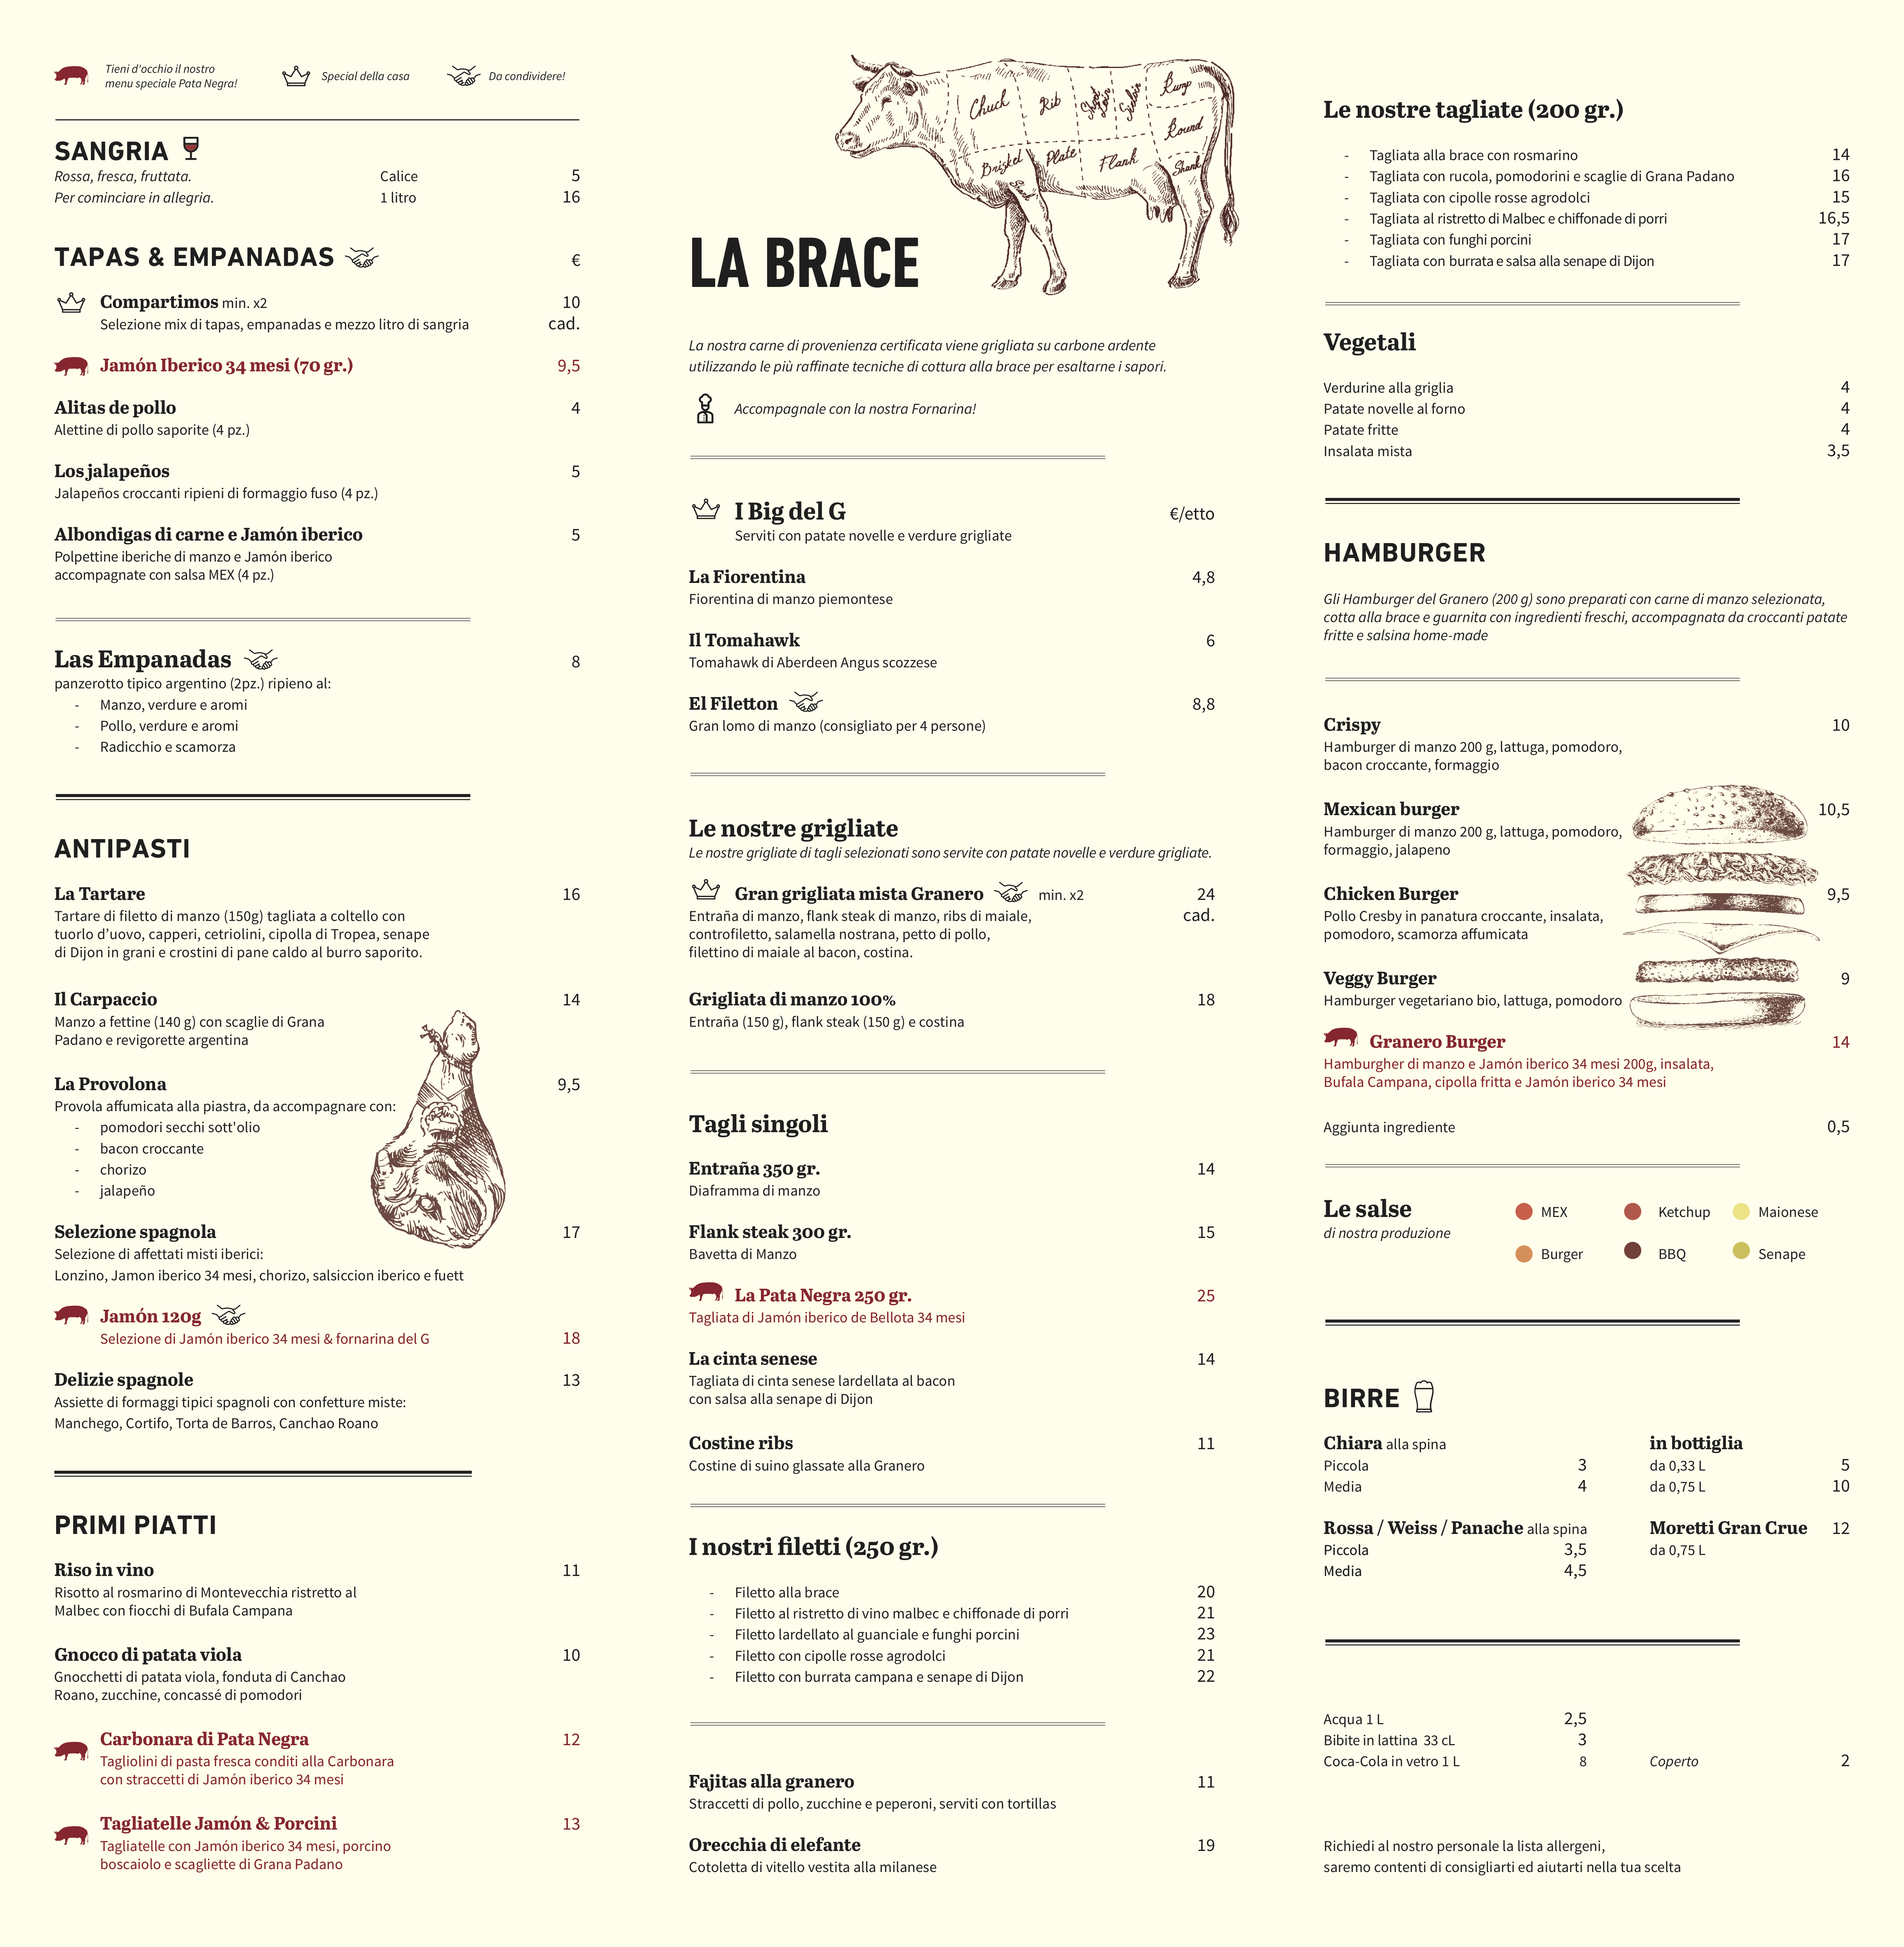 Tieni d'occhio il nostro
menu speciale Pata Negra!
Special della casa
Da condividere!
SANGRIA
Rossa, fresca, fruttata. Calice 5
Per cominciare in allegria. 1 litro 16
TAPAS & EMPANADAS €
Compartimos min. x2 10
Selezione mix di tapas, empanadas e mezzo litro di sangria cad.
Jamón Iberico 34 mesi (70 gr.) 9,5
Alitas de pollo 4
Alettine di pollo saporite (4 pz.)
Los jalapeños 5
Jalapeños croccanti ripieni di formaggio fuso (4 pz.)
Albondigas di carne e Jamón iberico 5
Polpettine iberiche di manzo e Jamón iberico
accompagnate con salsa MEX (4 pz.)
Las Empanadas 8
panzerotto tipico argentino (2pz.) ripieno al:
- Manzo, verdure e aromi
- Pollo, verdure e aromi
- Radicchio e scamorza
ANTIPASTI
La Tartare 16
Tartare di filetto di manzo (150g) tagliata a coltello con
tuorlo d'uovo, capperi, cetriolini, cipolla di Tropea, senape
di Dijon in grani e crostini di pane caldo al burro saporito.
Il Carpaccio 14
Manzo a fettine (140 g) con scaglie di Grana
Padano e revigorette argentina
La Provolona 9,5
Provola affumicata alla piastra, da accompagnare con:
- pomodori secchi sott'olio
- bacon croccante
- chorizo
- jalapeño
Selezione spagnola 17
Selezione di affettati misti iberici:
Lonzino, Jamon iberico 34 mesi, chorizo, salsiccion iberico e fuett
Jamón 120g
Selezione di Jamón iberico 34 mesi & fornarina del G 18
Delizie spagnole 13
Assiette di formaggi tipici spagnoli con confetture miste:
Manchego, Cortifo, Torta de Barros, Canchao Roano
PRIMI PIATTI
Riso in vino 11
Risotto al rosmarino di Montevecchia ristretto al
Malbec con fiocchi di Bufala Campana
Gnocco di patata viola 10
Gnocchetti di patata viola, fonduta di Canchao
Roano, zucchine, concassé di pomodori
Carbonara di Pata Negra 12
Tagliolini di pasta fresca conditi alla Carbonara
con straccetti di Jamón iberico 34 mesi
Tagliatelle Jamón & Porcini 13
Tagliatelle con Jamón iberico 34 mesi, porcino
boscaiolo e scagliette di Grana Padano
Chuck
Rib
Rump
Round
Brisket
Plate
Flank
Shank
LA BRACE
La nostra carne di provenienza certificata viene grigliata su carbone ardente
utilizzando le più raffinate tecniche di cottura alla brace per esaltarne i sapori.
Accompagnale con la nostra Fornarina!
I Big del G €/etto
Serviti con patate novelle e verdure grigliate
La Fiorentina 4,8
Fiorentina di manzo piemontese
Il Tomahawk 6
Tomahawk di Aberdeen Angus scozzese
El Filetton 8,8
Gran lomo di manzo (consigliato per 4 persone)
Le nostre grigliate
Le nostre grigliate di tagli selezionati sono servite con patate novelle e verdure grigliate.
Gran grigliata mista Granero min. x2 24
Entraña di manzo, flank steak di manzo, ribs di maiale, cad.
controfiletto, salamella nostrana, petto di pollo,
filettino di maiale al bacon, costina.
Grigliata di manzo 100% 18
Entraña (150 g), flank steak (150 g) e costina
Tagli singoli
Entraña 350 gr. 14
Diaframma di manzo
Flank steak 300 gr. 15
Bavetta di Manzo
La Pata Negra 250 gr. 25
Tagliata di Jamón iberico de Bellota 34 mesi
La cinta senese 14
Tagliata di cinta senese lardellata al bacon
con salsa alla senape di Dijon
Costine ribs 11
Costine di suino glassate alla Granero
I nostri filetti (250 gr.)
- Filetto alla brace 20
- Filetto al ristretto di vino malbec e chiffonade di porri 21
- Filetto lardellato al guanciale e funghi porcini 23
- Filetto con cipolle rosse agrodolci 21
- Filetto con burrata campana e senape di Dijon 22
Fajitas alla granero 11
Straccetti di pollo, zucchine e peperoni, serviti con tortillas
Orecchia di elefante 19
Cotoletta di vitello vestita alla milanese
Le nostre tagliate (200 gr.)
- Tagliata alla brace con rosmarino 14
- Tagliata con rucola, pomodorini e scaglie di Grana Padano 16
- Tagliata con cipolle rosse agrodolci 15
- Tagliata al ristretto di Malbec e chiffonade di porri 16,5
- Tagliata con funghi porcini 17
- Tagliata con burrata e salsa alla senape di Dijon 17
Vegetali
Verdurine alla griglia 4
Patate novelle al forno 4
Patate fritte 4
Insalata mista 3,5
HAMBURGER
Gli Hamburger del Granero (200 g) sono preparati con carne di manzo selezionata,
cotta alla brace e guarnita con ingredienti freschi, accompagnata da croccanti patate
fritte e salsina home-made
Crispy 10
Hamburger di manzo 200 g, lattuga, pomodoro,
bacon croccante, formaggio
Mexican burger 10,5
Hamburger di manzo 200 g, lattuga, pomodoro,
formaggio, jalapeno
Chicken Burger 9,5
Pollo Cresby in panatura croccante, insalata,
pomodoro, scamorza affumicata
Veggy Burger 9
Hamburger vegetariano bio, lattuga, pomodoro
Granero Burger 14
Hamburgher di manzo e Jamón iberico 34 mesi 200g, insalata,
Bufala Campana, cipolla fritta e Jamón iberico 34 mesi
Aggiunta ingrediente 0,5
Le salse MEX Ketchup Maionese
di nostra produzione
Burger BBQ Senape
BIRRE
Chiara alla spina
Piccola 3
Media 4
in bottiglia
da 0,33 L 5
da 0,75 L 10
Rossa / Weiss / Panache alla spina
Piccola 3,5
Media 4,5
Moretti Gran Crue 12
da 0,75 L
Acqua 1 L 2,5
Bibite in lattina 33 cL 3
Coca-Cola in vetro 1 L 8
Coperto 2
Richiedi al nostro personale la lista allergeni,
saremo contenti di consigliarti ed aiutarti nella tua scelta